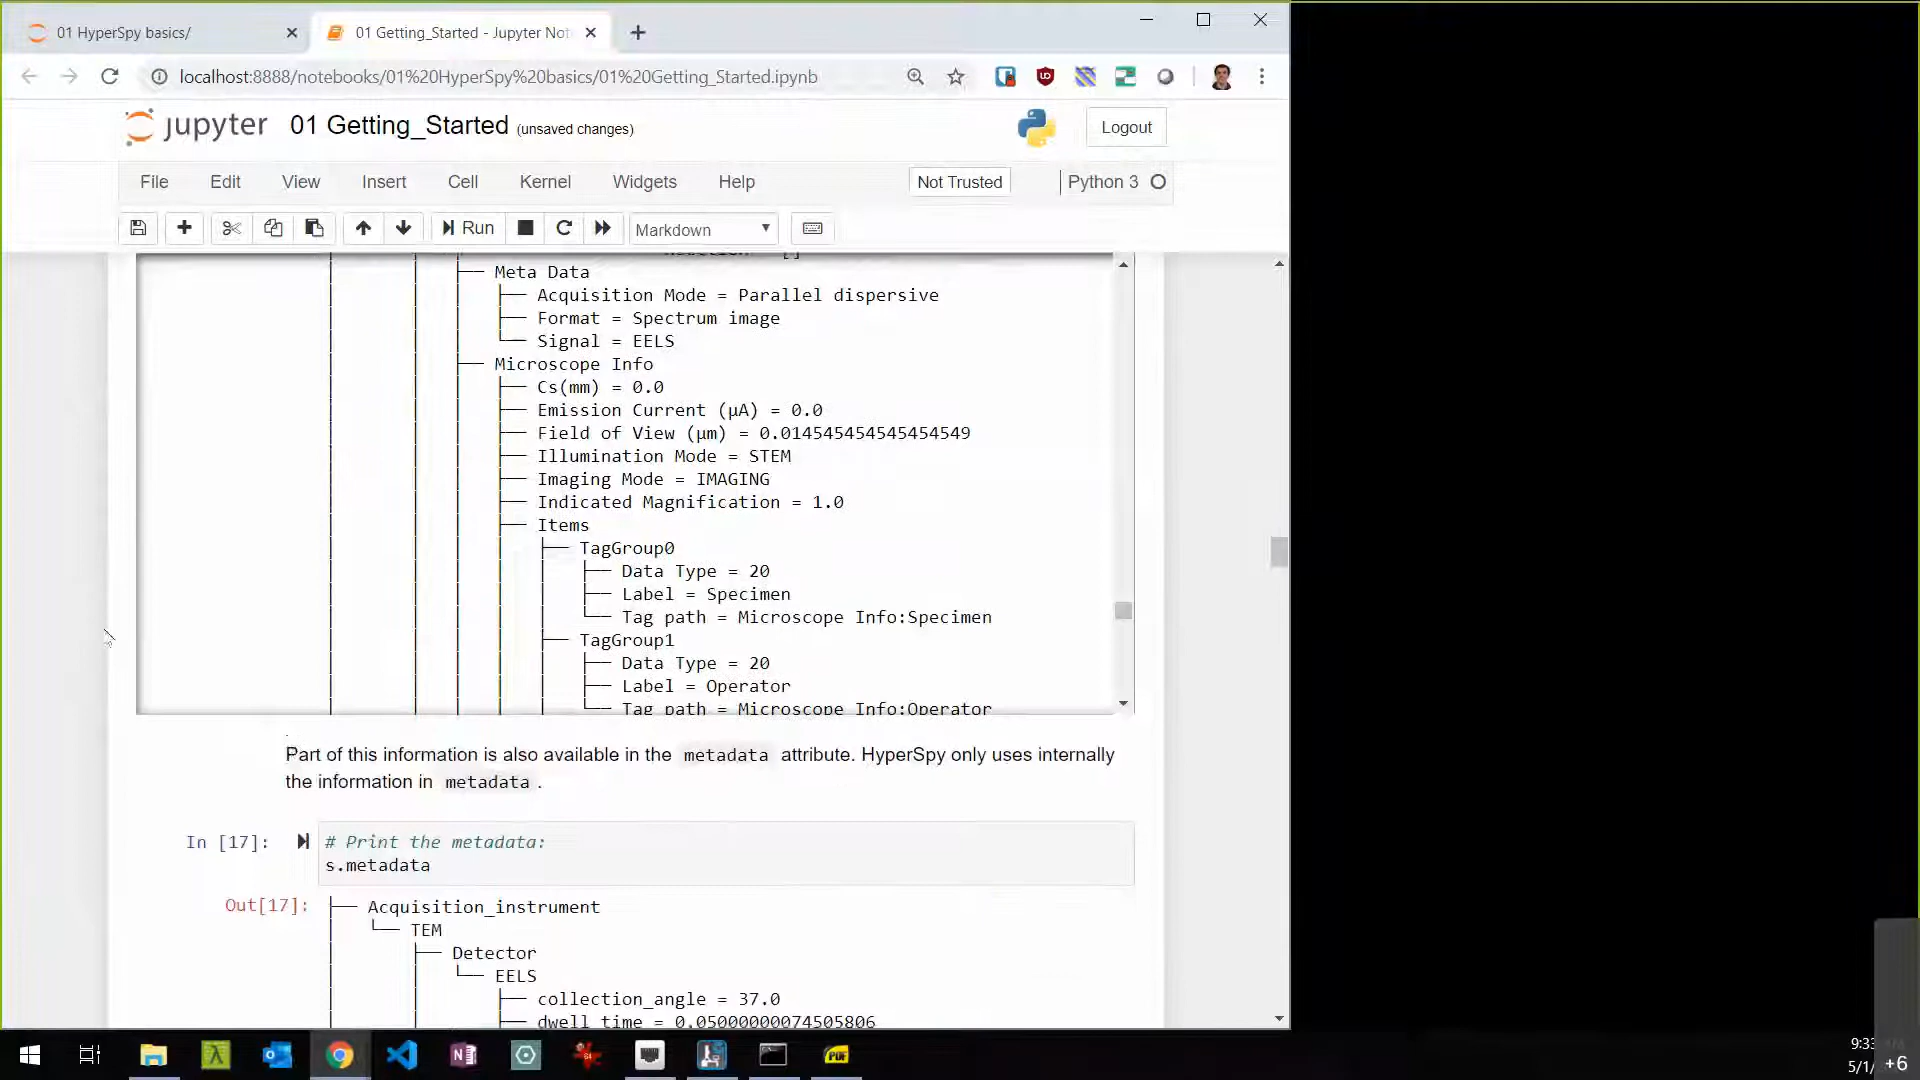 01 HyperSpy basics/
01 Getting_Started - Jupyter Not
localhost:8888/notebooks/01%20HyperSpy%20basics/01%20Getting_Started.ipynb
jupyter 01 Getting_Started (unsaved changes)
Logout
File Edit View Insert Cell Kernel Widgets Help Not Trusted Python 3
Run Markdown
Meta Data
Acquisition Mode = Parallel dispersive
Format = Spectrum image
Signal = EELS
Microscope Info
Cs(mm) = 0.0
Emission Current (µA) = 0.0
Field of View (µm) = 0.014545454545454549
Illumination Mode = STEM
Imaging Mode = IMAGING
Indicated Magnification = 1.0
Items
TagGroup0
Data Type = 20
Label = Specimen
Tag path = Microscope Info:Specimen
TagGroup1
Data Type = 20
Label = Operator
Tag path = Microscope Info:Operator
Part of this information is also available in the metadata attribute. HyperSpy only uses internally
the information in metadata .
In [17]: # Print the metadata:
s.metadata
Out[17]: Acquisition_instrument
TEM
Detector
EELS
collection_angle = 37.0
dwell_time = 0.05000000074505806
9:33
5/1/ +6